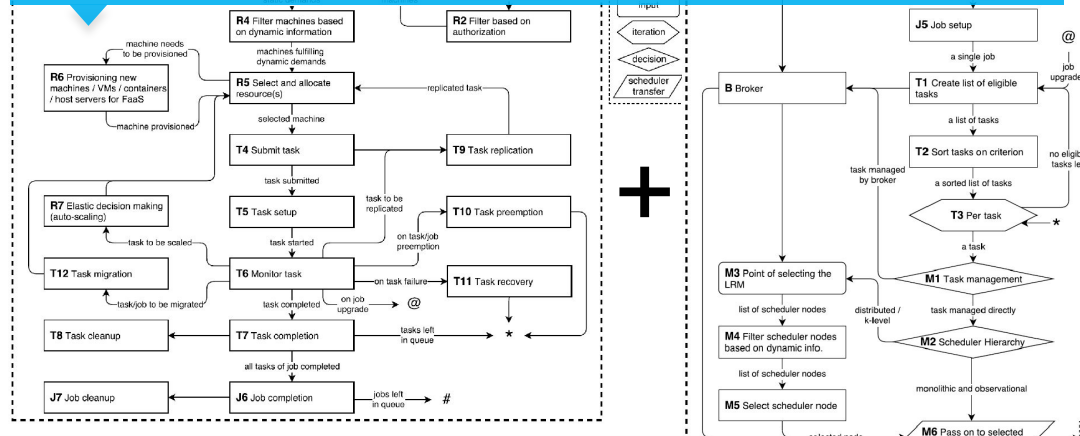 input
iteration
decision
scheduler
transfer
R4 Filter machines based
on dynamic information
R2 Filter based on
authorization
machine needs
to be provisioned
machines fulfilling
dynamic demands
R6 Provisioning new
machines / VMs / containers
/ host servers for FaaS
R5 Select and allocate
resource(s)
replicated task
machine provisioned
selected machine
T4 Submit task
T9 Task replication
task submitted
task to be
replicated
R7 Elastic decision making
(auto-scaling)
T5 Task setup
T10 Task preemption
on task/job
preemption
task to be scaled
task started
T12 Task migration
T6 Monitor task
on task failure
T11 Task recovery
task/job to be migrated
task completed
on job
upgrade
@
T8 Task cleanup
T7 Task completion
tasks left
in queue
*
all tasks of job completed
J7 Job cleanup
J6 Job completion
jobs left
in queue
#
+
J5 Job setup
@
a single job
job
upgrade
B Broker
T1 Create list of eligible
tasks
a list of tasks
T2 Sort tasks on criterion
task managed
by broker
a sorted list of tasks
T3 Per task
*
a task
M3 Point of selecting the
LRM
M1 Task management
list of scheduler nodes
distributed /
k-level
task managed directly
M4 Filter scheduler nodes
based on dynamic info.
M2 Scheduler Hierarchy
list of scheduler nodes
monolithic and observational
M5 Select scheduler node
M6 Pass on to selected